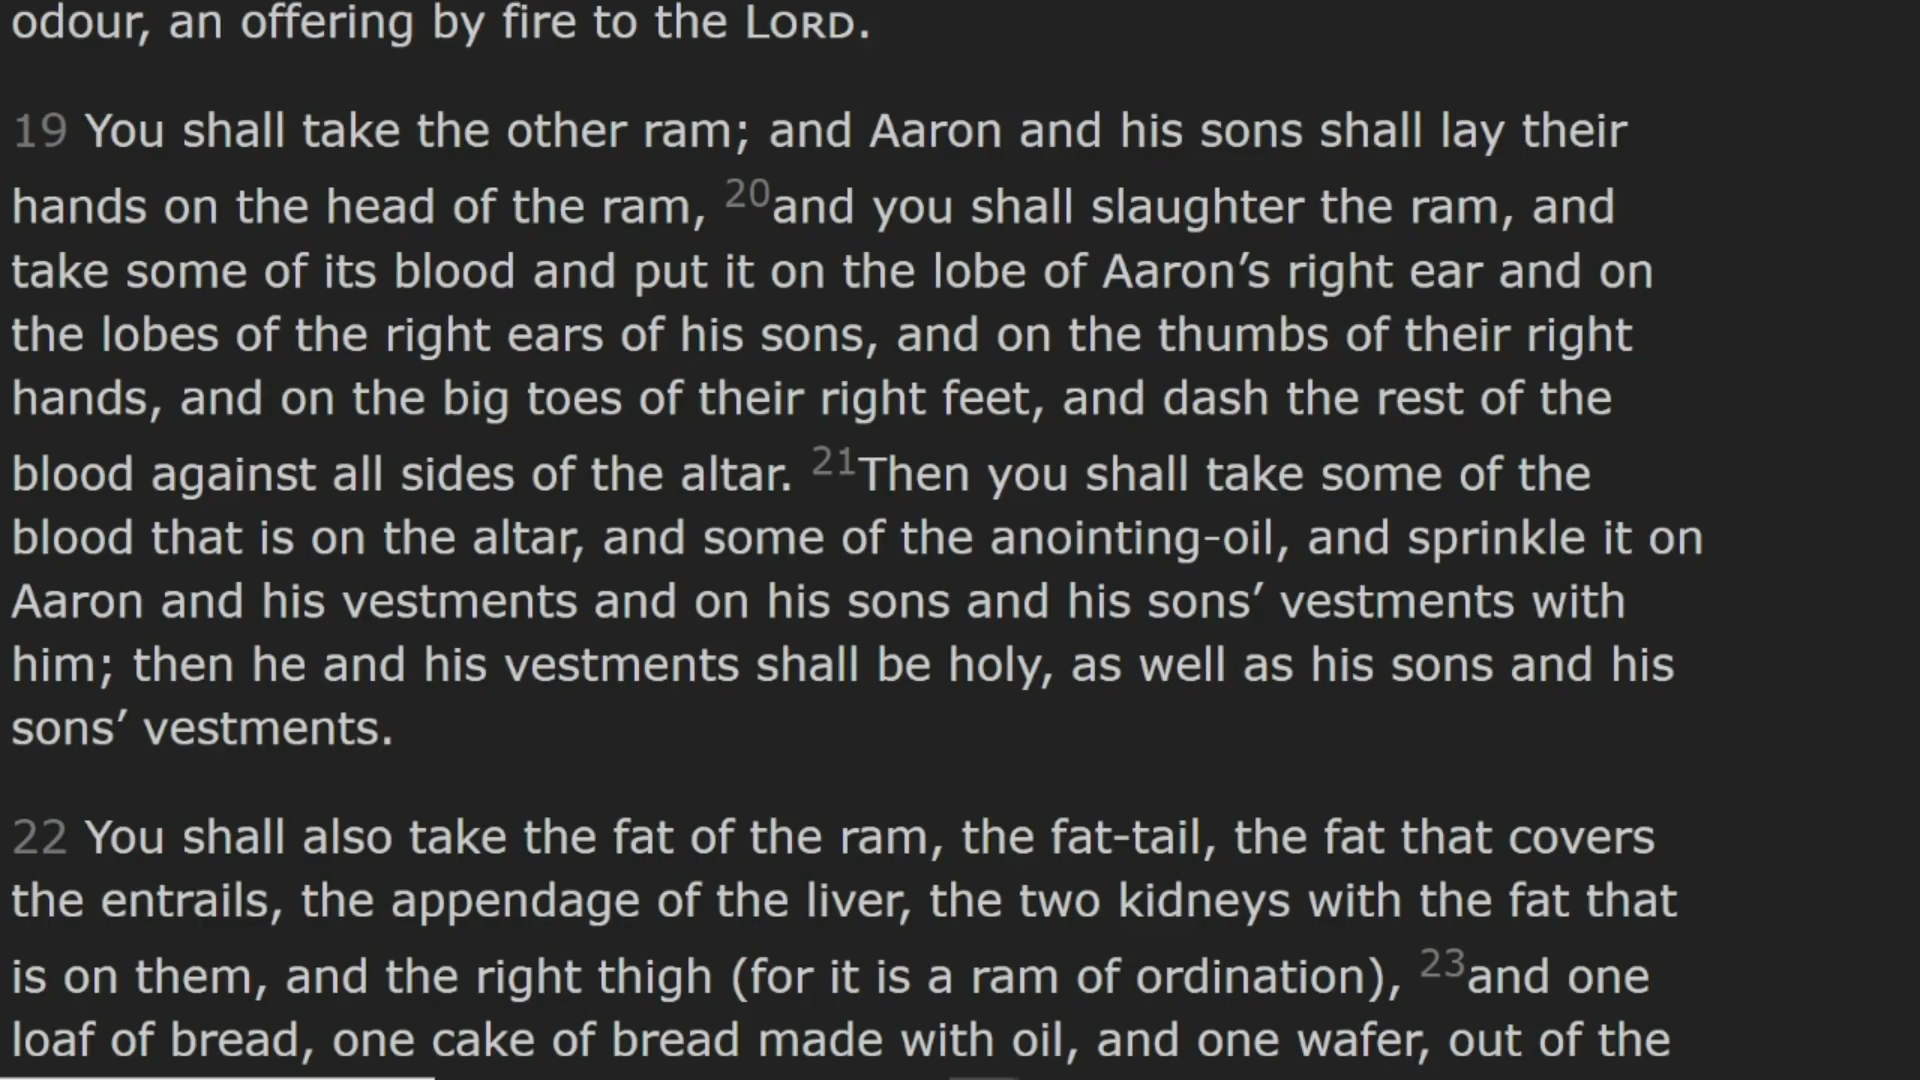 odour, an offering by fire to the LORD.
19 You shall take the other ram; and Aaron and his sons shall lay their
hands on the head of the ram, 20and you shall slaughter the ram, and
take some of its blood and put it on the lobe of Aaron’s right ear and on
the lobes of the right ears of his sons, and on the thumbs of their right
hands, and on the big toes of their right feet, and dash the rest of the
blood against all sides of the altar. 21Then you shall take some of the
blood that is on the altar, and some of the anointing-oil, and sprinkle it on
Aaron and his vestments and on his sons and his sons’ vestments with
him; then he and his vestments shall be holy, as well as his sons and his
sons’ vestments.
22 You shall also take the fat of the ram, the fat-tail, the fat that covers
the entrails, the appendage of the liver, the two kidneys with the fat that
is on them, and the right thigh (for it is a ram of ordination), 23and one
loaf of bread, one cake of bread made with oil, and one wafer, out of the